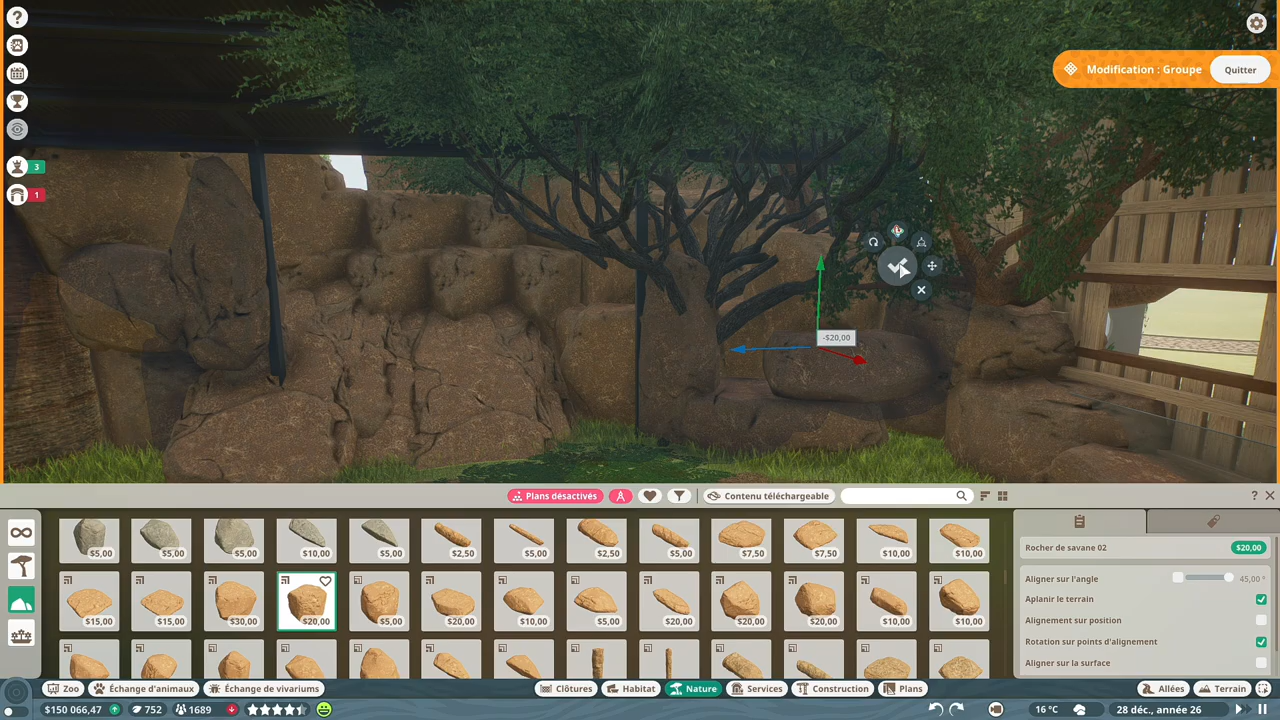 ?
Modification : Groupe
Quitter
3
1
-$20,00
Plans désactivés
Contenu téléchargeable
?
$5,00
$5,00
$5,00
$10,00
$5,00
$2,50
$5,00
$2,50
$5,00
$7,50
$7,50
$10,00
$10,00
$15,00
$15,00
$30,00
$20,00
$5,00
$20,00
$10,00
$5,00
$20,00
$20,00
$20,00
$10,00
$10,00
Rocher de savane 02
$20,00
Aligner sur l'angle
45,00 °
Aplanir le terrain
Alignement sur position
Rotation sur points d'alignement
Aligner sur la surface
Zoo
Échange d'animaux
Échange de vivariums
Clôtures
Habitat
Nature
Services
Construction
Plans
Allées
Terrain
$150 066,47
752
1689
16 °C
28 déc., année 26